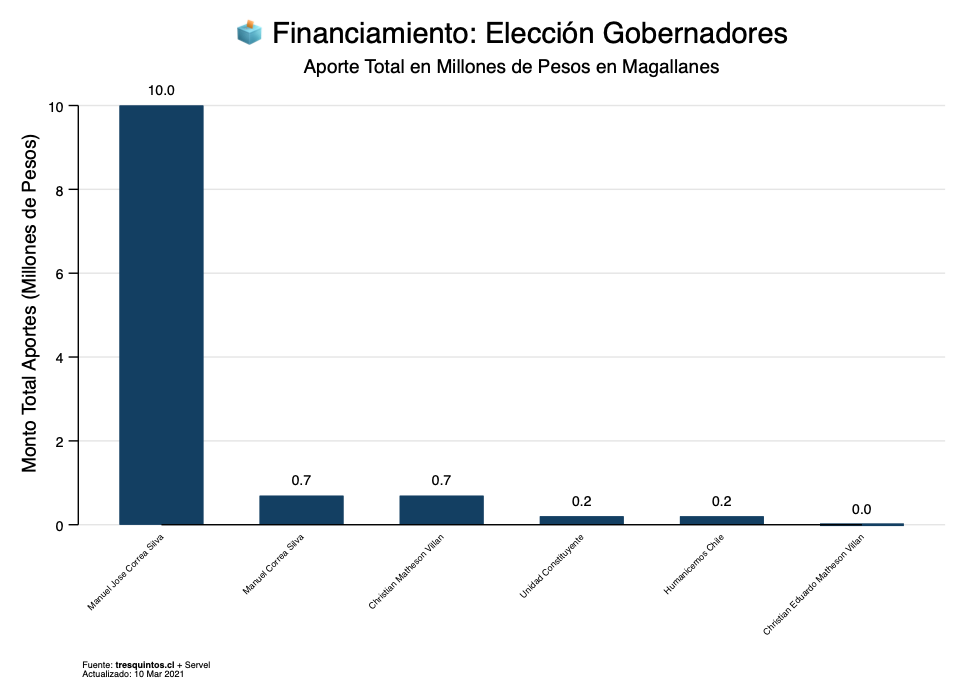 Financiamiento: Elección Gobernadores
Aporte Total en Millones de Pesos en Magallanes
Monto Total Aportes (Millones de Pesos)
10
8
6
4
2
0
10.0
0.7
0.7
0.2
0.2
0.0
Manuel Jose Correa Silva
Manuel Correa Silva
Christian Matheson Villan
Unidad Constituyente
Humanicemos Chile
Christian Eduardo Matheson Villan
Fuente: tresquintos.cl + Servel
Actualizado: 10 Mar 2021